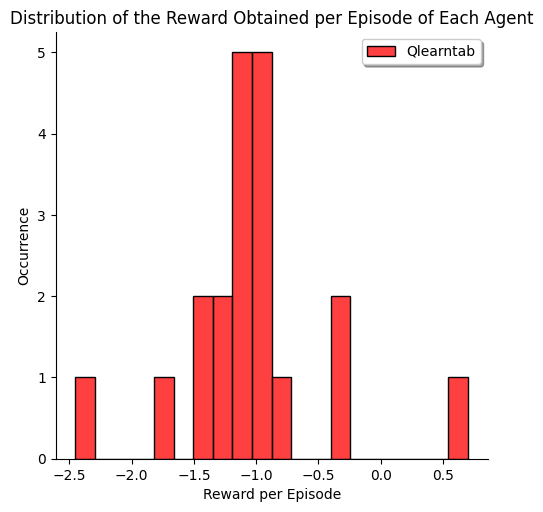 Distribution of the Reward Obtained per Episode of Each Agent
Qlearntab
Occurrence
5
4
3
2
1
0
−2.5 −2.0 −1.5 −1.0 −0.5 0.0 0.5
Reward per Episode